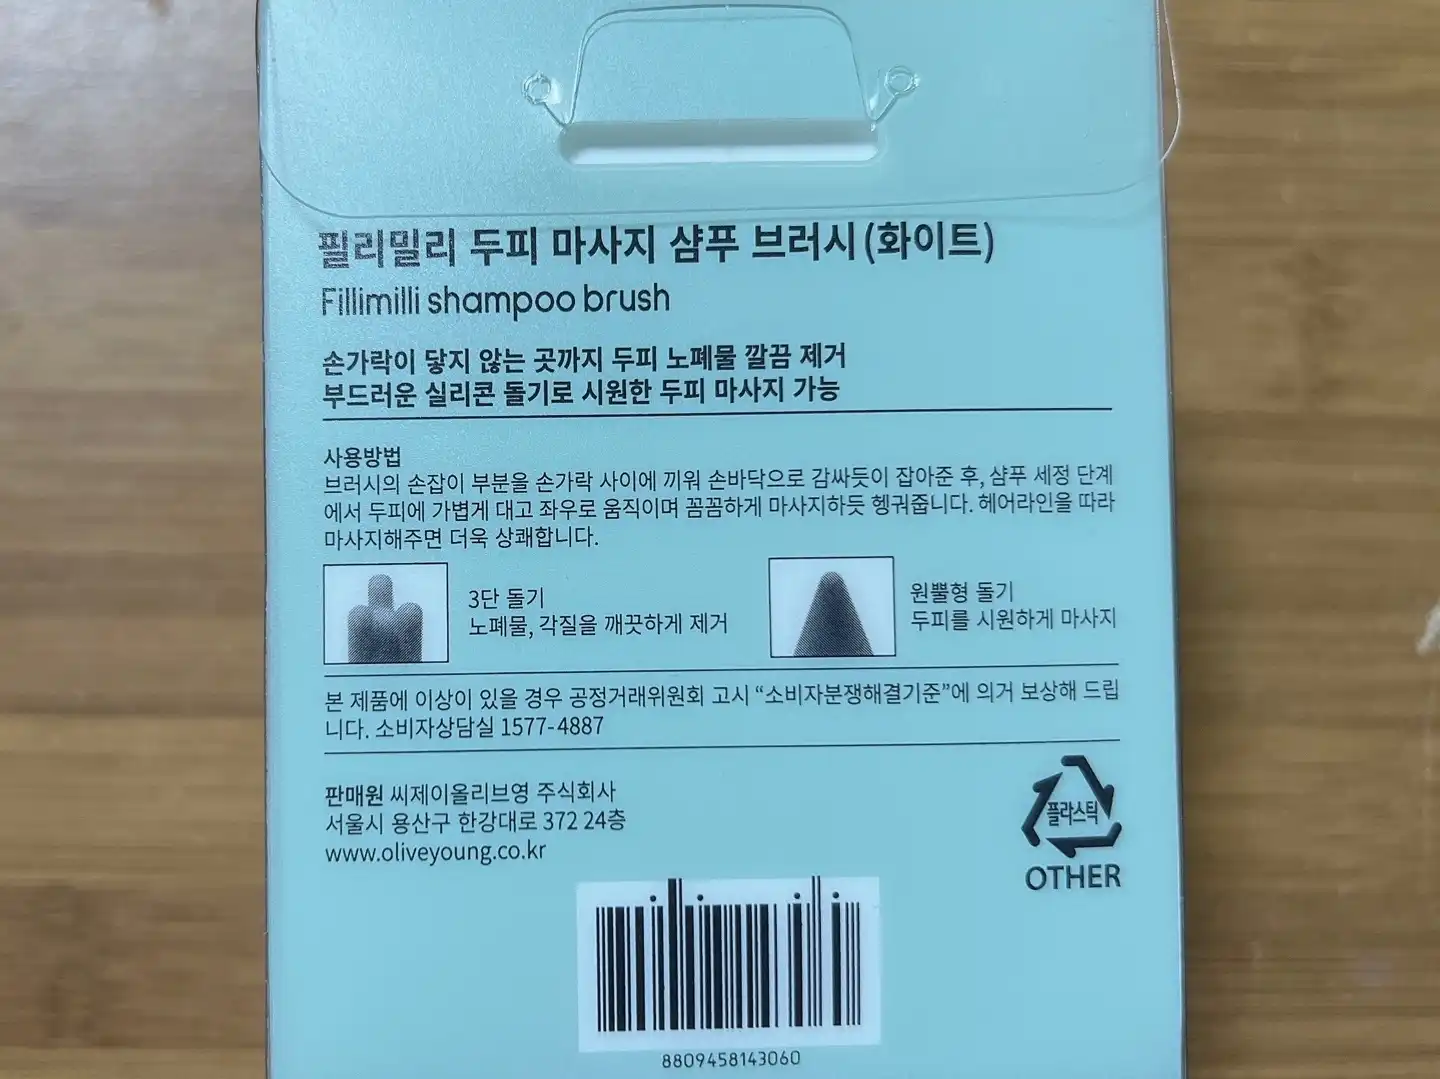 필리밀리 두피 마사지 샴푸 브러시(화이트)
Fillimilli shampoo brush
손가락이 닿지 않는 곳까지 두피 노폐물 깔끔 제거
부드러운 실리콘 돌기로 시원한 두피 마사지 가능
사용방법
브러시의 손잡이 부분을 손가락 사이에 끼워 손바닥으로 감싸듯이 잡아준 후, 샴푸 세정 단계
에서 두피에 가볍게 대고 좌우로 움직이며 꼼꼼하게 마사지하듯 헹궈줍니다. 헤어라인을 따라
마사지해주면 더욱 상쾌합니다.
3단 돌기
노폐물, 각질을 깨끗하게 제거
원뿔형 돌기
두피를 시원하게 마사지
본 제품에 이상이 있을 경우 공정거래위원회 고시 “소비자분쟁해결기준”에 의거 보상해 드립
니다. 소비자상담실 1577-4887
판매원 씨제이올리브영 주식회사
서울시 용산구 한강대로 372 24층
www.oliveyoung.co.kr
플라스틱
OTHER
8809458143060